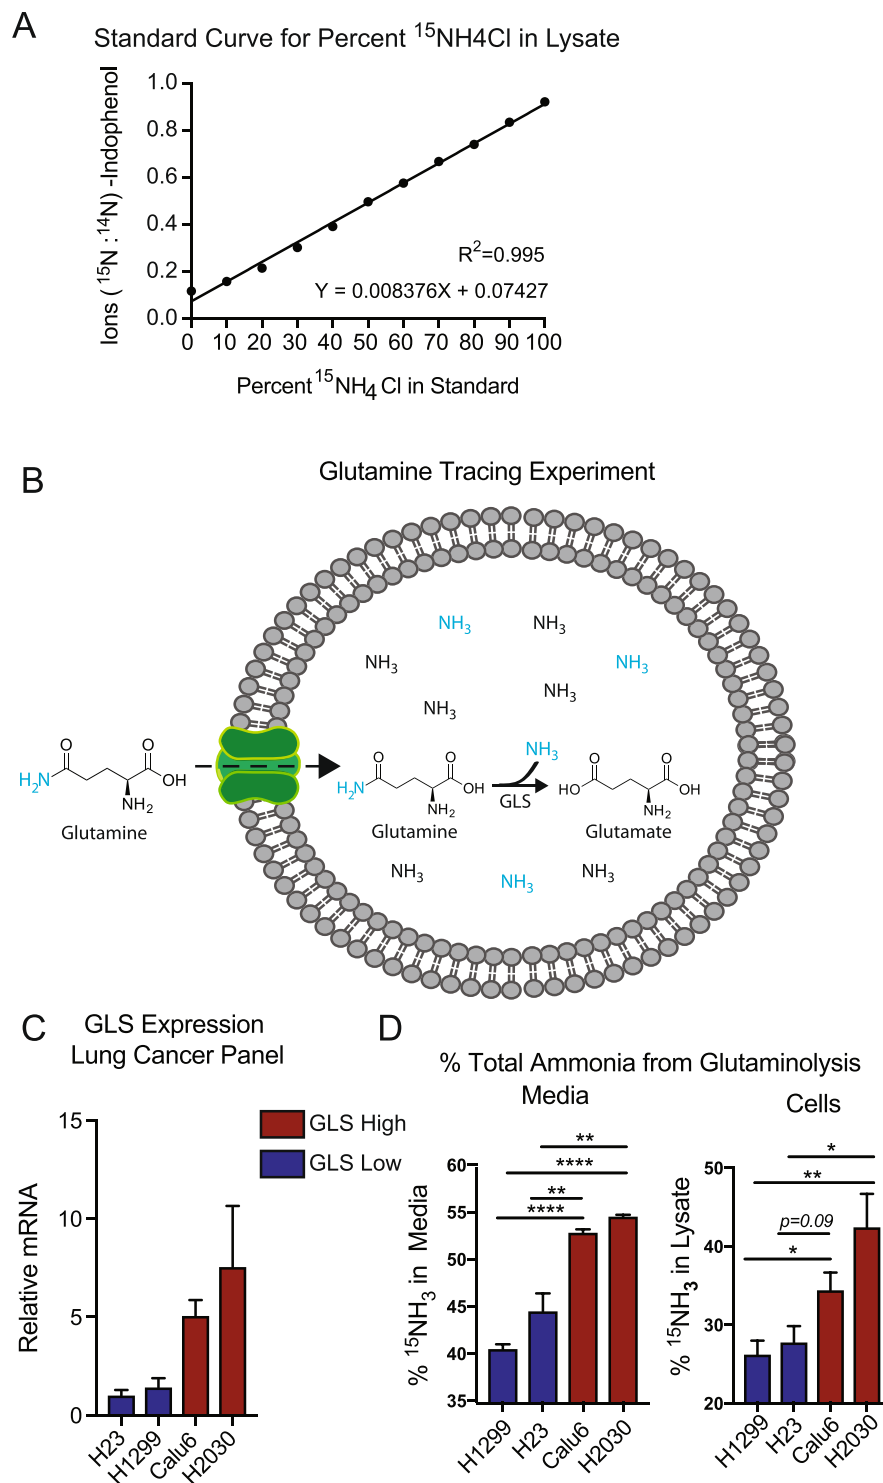 A
Standard Curve for Percent ¹⁵NH4Cl in Lysate
Ions ( ¹⁵N : ¹⁴N) -Indophenol
1.0
0.8
0.6
0.4
0.2
0.0
R²=0.995
Y = 0.008376X + 0.07427
0 10 20 30 40 50 60 70 80 90 100
Percent ¹⁵NH₄ Cl in Standard
B
Glutamine Tracing Experiment
NH₃ NH₃
NH₃ NH₃
NH₃ NH₃
NH₃
O O
H₂N OH
NH₂
Glutamine
O O
H₂N OH
NH₂
Glutamine
GLS
O O
HO OH
NH₂
Glutamate
NH₃ NH₃ NH₃
C
GLS Expression
Lung Cancer Panel
GLS High
GLS Low
Relative mRNA
15
10
5
0
H23 H1299 Calu6 H2030
D
% Total Ammonia from Glutaminolysis
Media
% ¹⁵NH₃ in Media
60
55
50
45
40
35
**
****
**
****
H1299 H23 Calu6 H2030
Cells
% ¹⁵NH₃ in Lysate
50
40
30
20
*
**
p=0.09
*
H1299 H23 Calu6 H2030